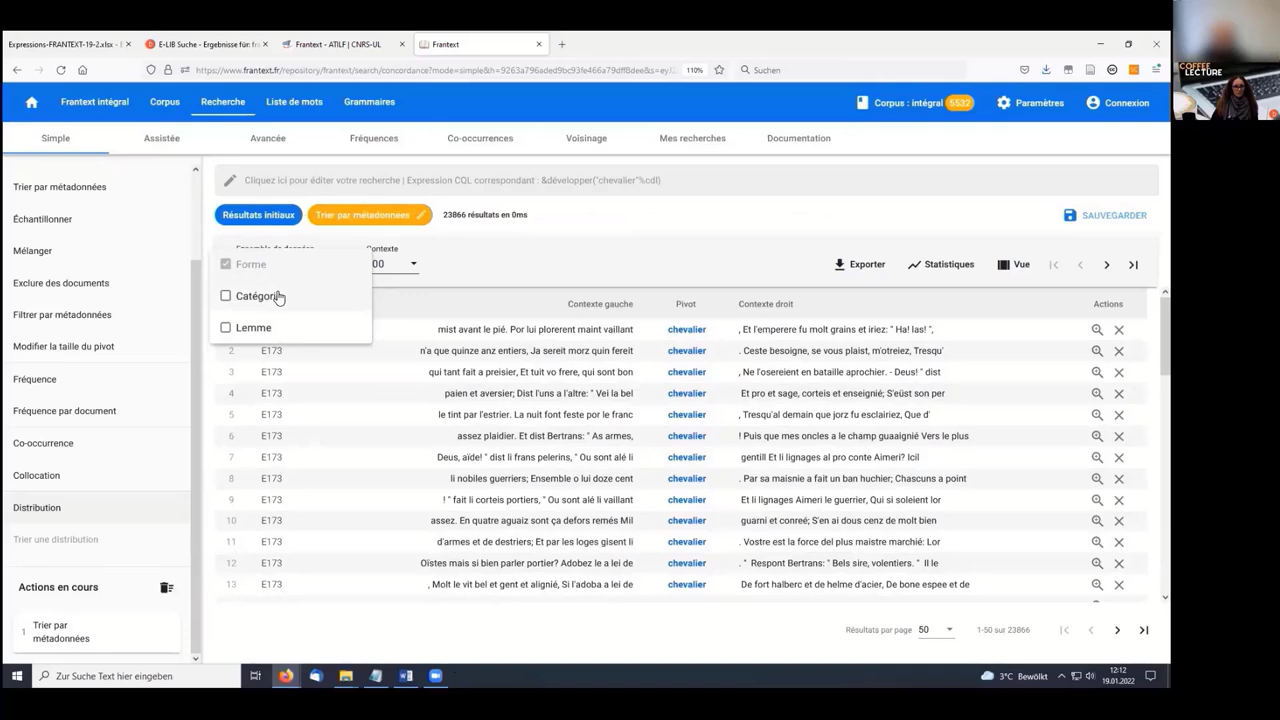 Expressions-FRANTEXT-19-2.xlsx
E-LIB Suche - Ergebnisse für: fra
Frantext - ATILF | CNRS-UL
Frantext
https://www.frantext.fr/repository/frantext/search/concordance?mode=simple&h=9263a796aded9bc93fe466a79dff8dee&s=eyJ
110%
Suchen
COFFEE
LECTURE
Frantext intégral
Corpus
Recherche
Liste de mots
Grammaires
Corpus : intégral 5532
Paramètres
Connexion
Simple
Assistée
Avancée
Fréquences
Co-occurrences
Voisinage
Mes recherches
Documentation
Trier par métadonnées
Échantillonner
Mélanger
Exclure des documents
Filtrer par métadonnées
Modifier la taille du pivot
Fréquence
Fréquence par document
Co-occurrence
Collocation
Distribution
Trier une distribution
Actions en cours
1 Trier par
métadonnées
Cliquez ici pour éditer votre recherche | Expression CQL correspondant : &développer("chevalier"%cdl)
Résultats initiaux
Trier par métadonnées
23866 résultats en 0ms
SAUVEGARDER
Ensemble de données
Contexte
00
Forme
Catégorie
Lemme
Exporter
Statistiques
Vue
Contexte gauche Pivot Contexte droit Actions
mist avant le pié. Por lui plorerent maint vaillant chevalier , Et l'emperere fu molt grains et iriez: " Ha! las! ",
2 E173 n'a que quinze anz entiers, Ja sereit morz quin fereit chevalier . Ceste besoigne, se vous plaist, m'otreiez, Tresqu'
3 E173 qui tant fait a preisier, Et tuit vo frere, qui sont bon chevalier , Ne l'osereient en bataille aprochier. - Deus! " dist
4 E173 paien et aversier; Dist l'uns a l'altre: " Vei la bel chevalier Et pro et sage, corteis et enseignié; S'eüst son per
5 E173 le tint par l'estrier. La nuit font feste por le franc chevalier , Tresqu'al demain que jorz fu esclairiez, Que d'
6 E173 assez plaidier. Et dist Bertrans: " As armes, chevalier ! Puis que mes oncles a le champ guaaignié Vers le plus
7 E173 Deus, aïde! " dist li frans pelerins, " Ou sont alé li chevalier gentill Et li lignages al pro conte Aimeri? Icil
8 E173 li nobiles guerriers; Ensemble o lui doze cent chevalier . Par sa maisnie a fait un ban huchier; Chascuns a poin
9 E173 ! " fait li corteis portiers, " Ou sont alé li vaillant chevalier Et li lignages Aimeri le guerrier, Qui si soleient lor
10 E173 assez. En quatre aguaiz sont ça defors remés Mil chevalier guarni et conreé; S'en ai dous cenz de molt bien
11 E173 d'armes et de destriers; Et par les loges gisent li chevalier . Vostre est la force del plus maistre marchié: Lor
12 E173 Oïstes mais si bien parler portier? Adobez le a lei de chevalier . " Respont Bertrans: " Bels sire, volentiers. " Il le
13 E173 , Molt le vit bel et gent et alignié, Si l'adoba a lei de chevalier De fort halberc et de helme d'acier, De bone espee et de
Résultats par page 50 1-50 sur 23866
Zur Suche Text hier eingeben
3°C Bewölkt
12:12
19.01.2022